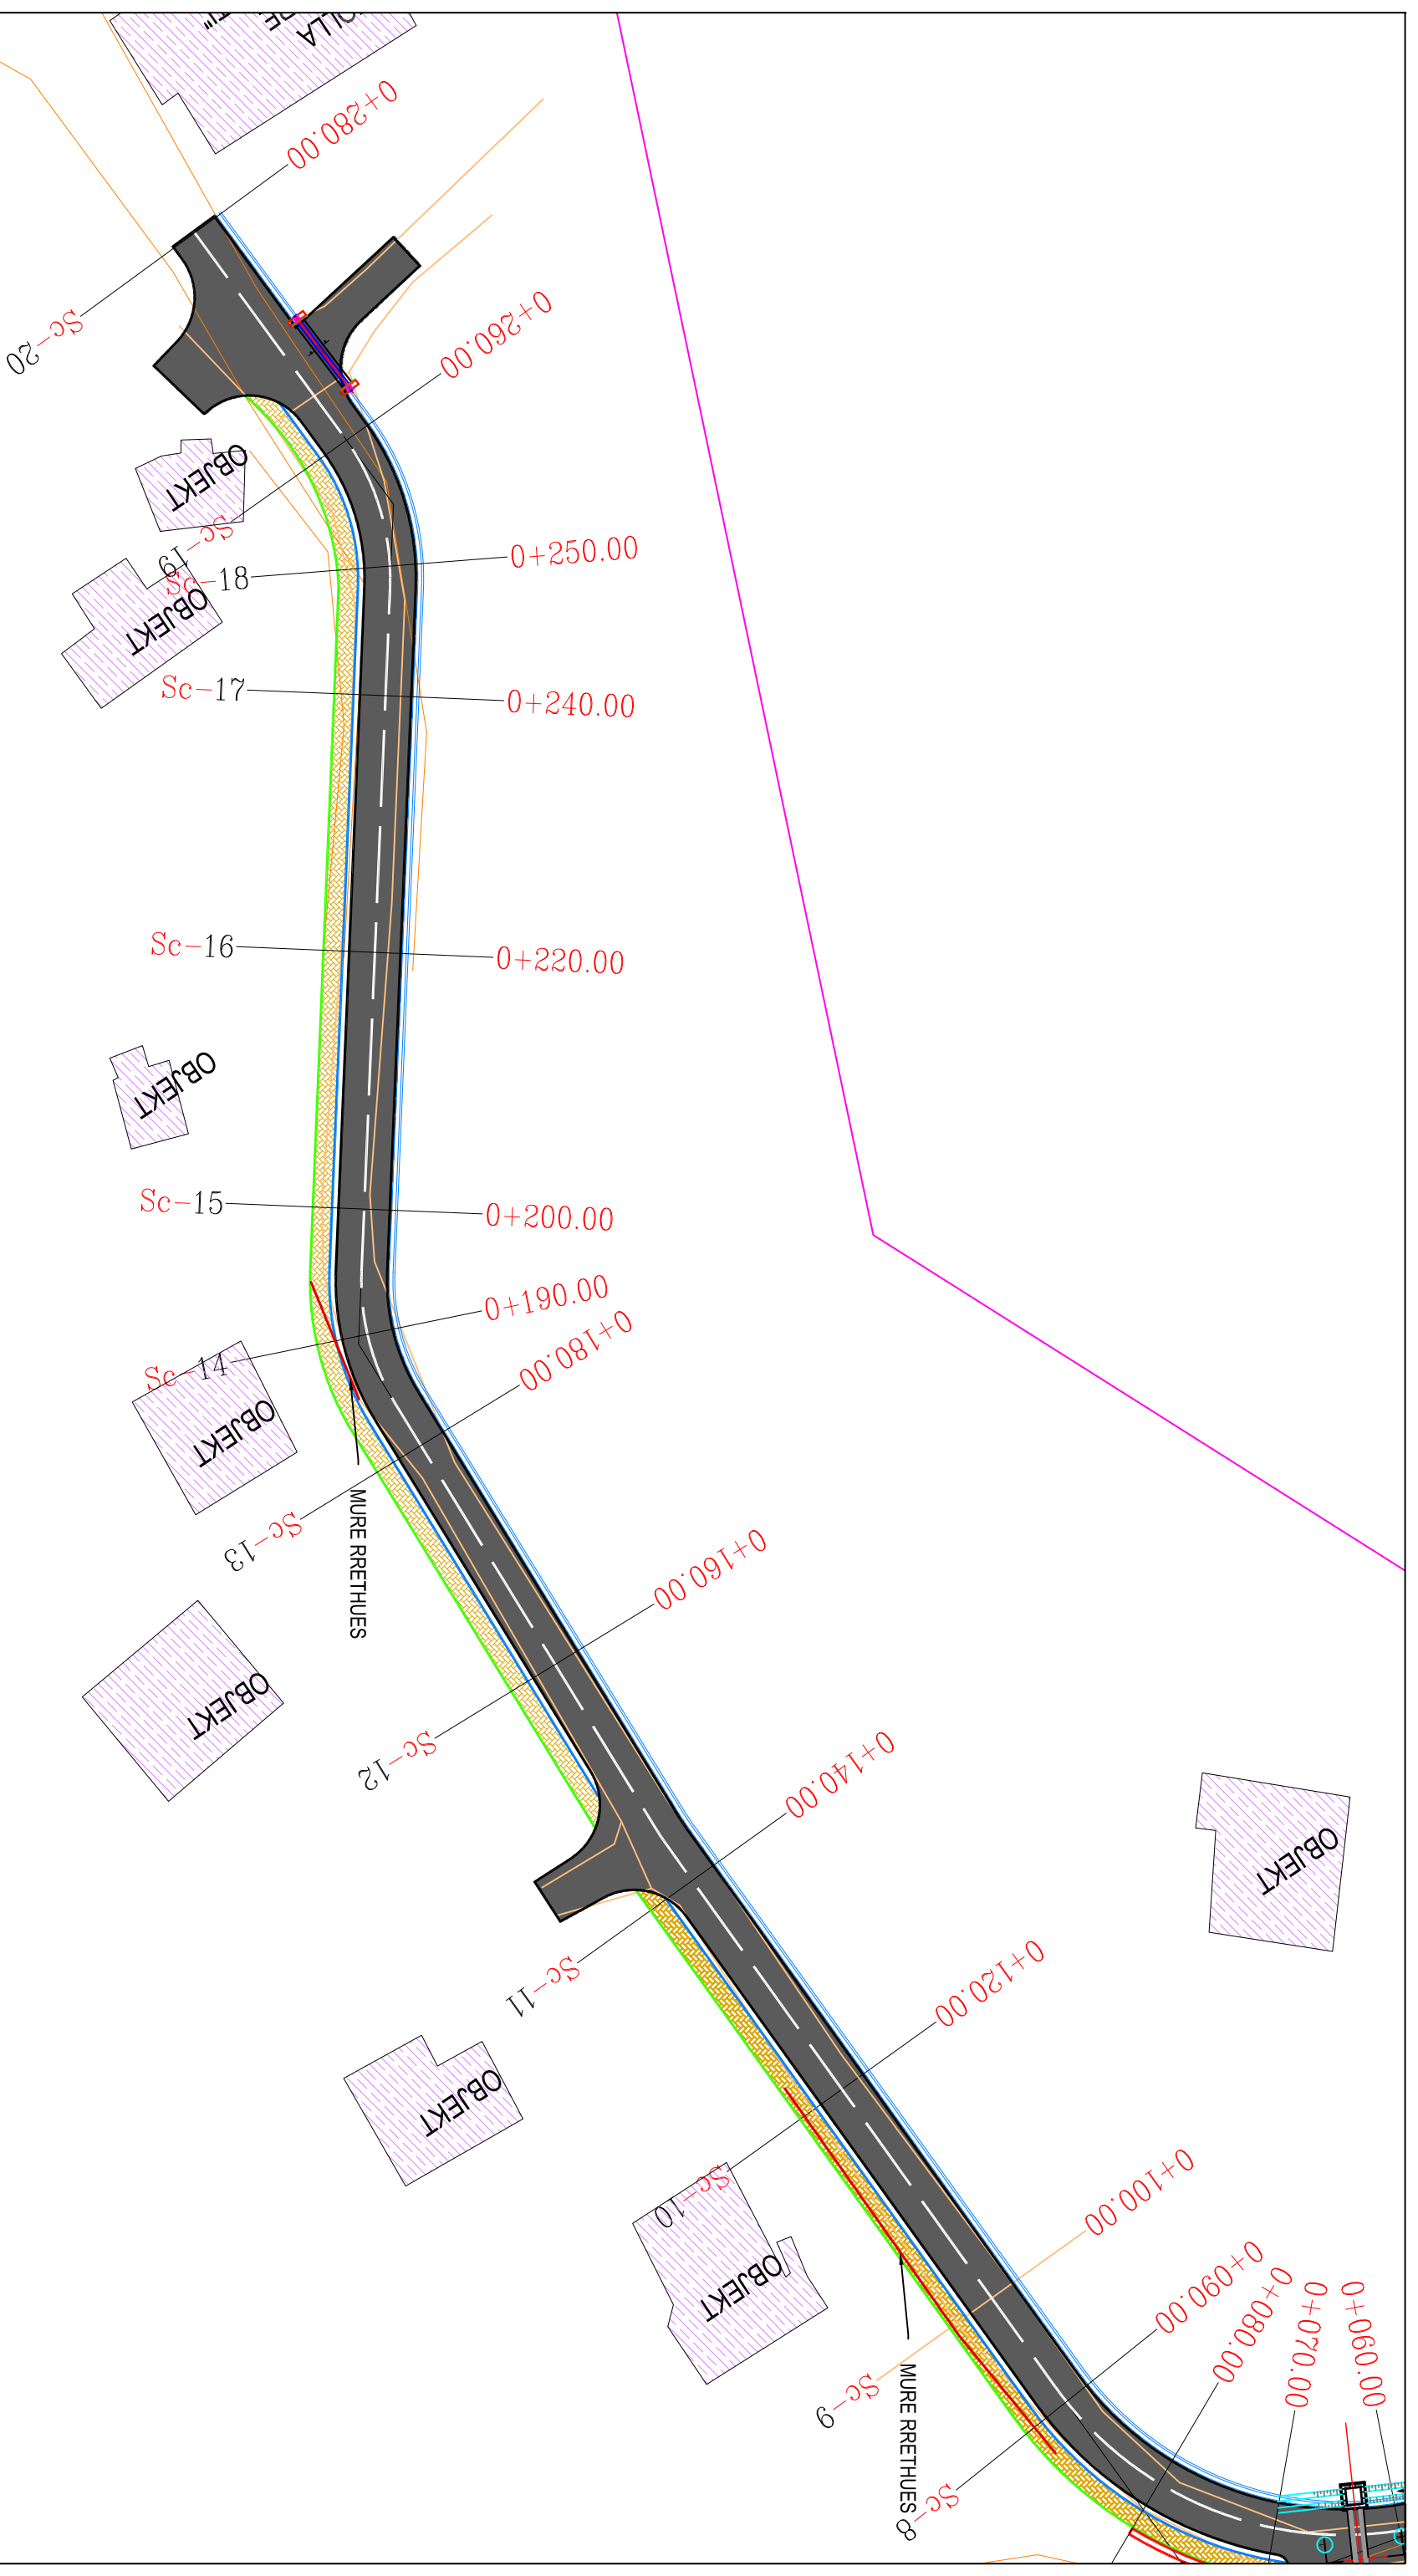 OLLA
0+280.00
Sc-20
0+260.00
OBJEKT
Sc-19
0+250.00
Sc-18
OBJEKT
Sc-17
0+240.00
Sc-16
0+220.00
OBJEKT
Sc-15
0+200.00
0+190.00
0+180.00
Sc-14
OBJEKT
Sc-13
MURE RRETHUES
0+160.00
OBJEKT
Sc-12
0+140.00
OBJEKT
Sc-11
0+120.00
OBJEKT
Sc-10
0+100.00
OBJEKT
0+090.00
0+080.00
0+070.00
0+060.00
Sc-9
MURE RRETHUES
Sc-8